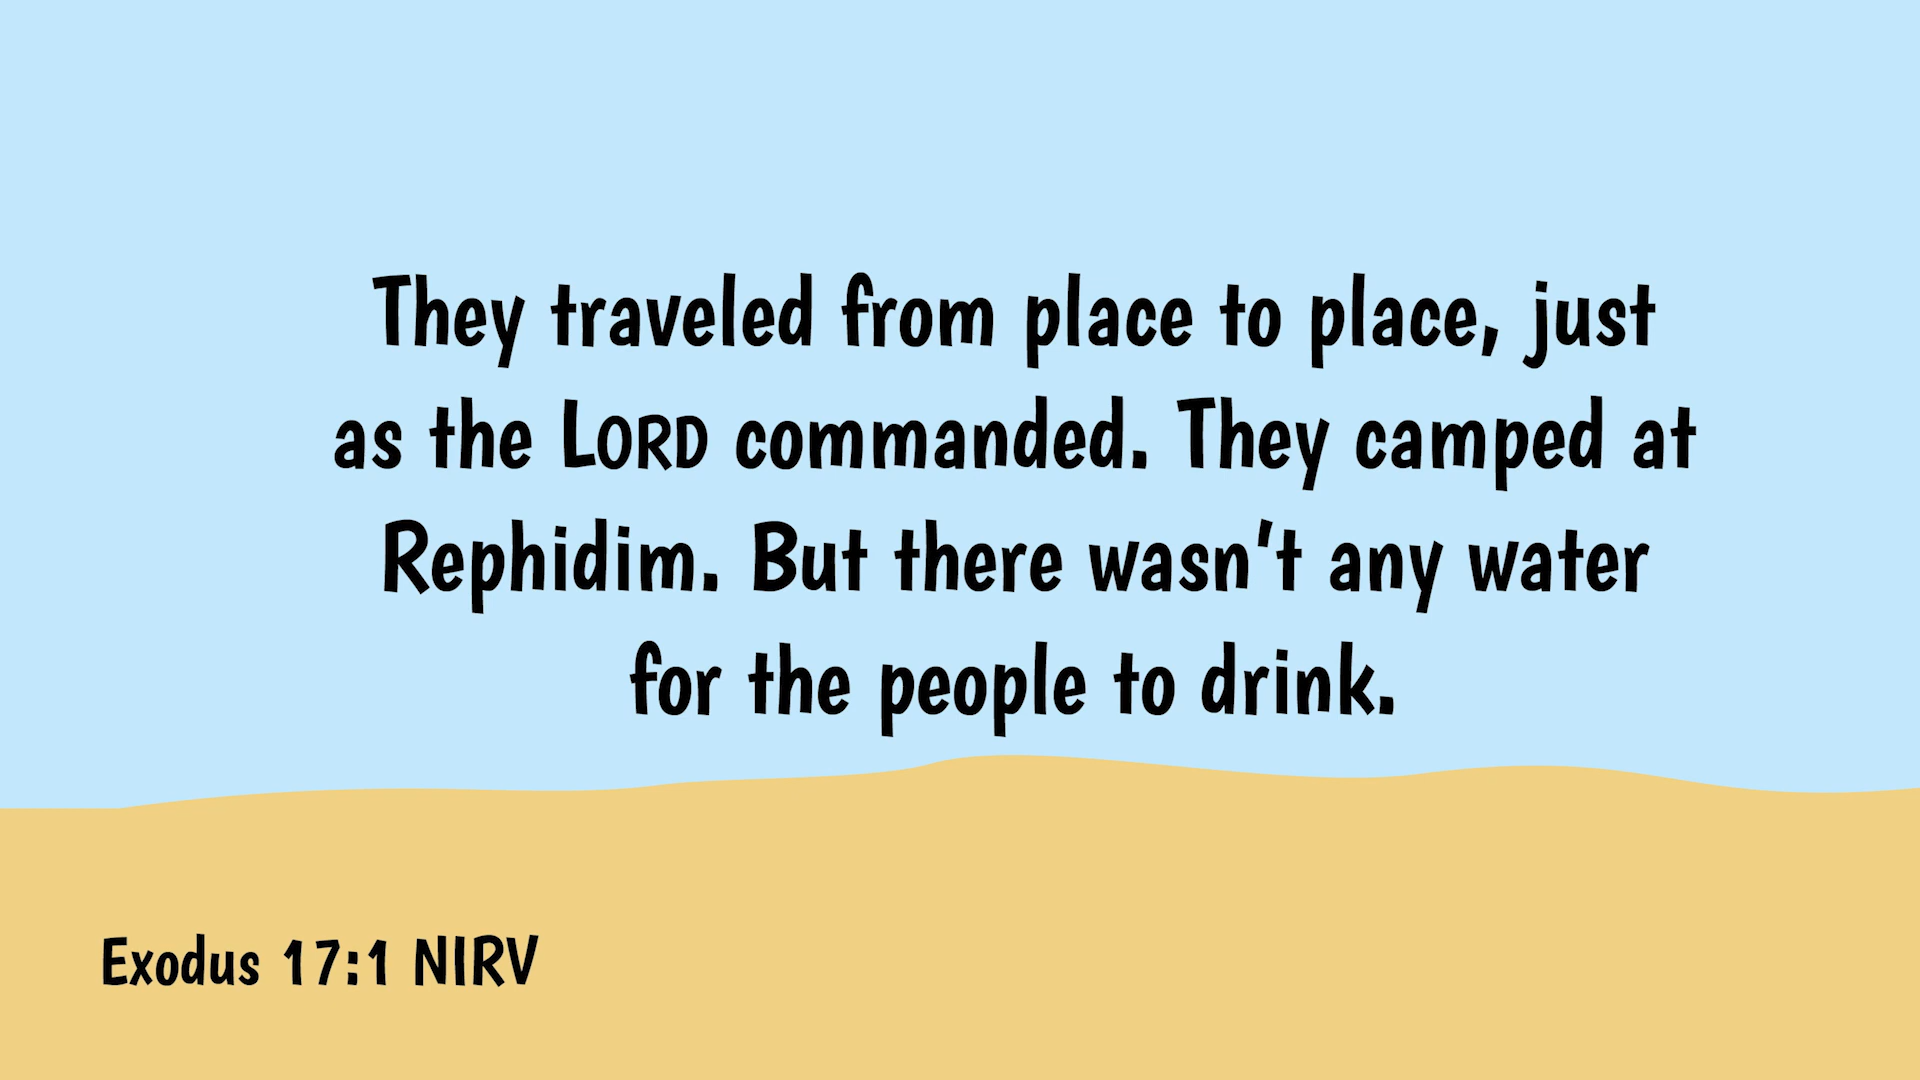 They traveled from place to place, just
as the LORD commanded. They camped at
Rephidim. But there wasn't any water
for the people to drink.
Exodus 17:1 NIRV